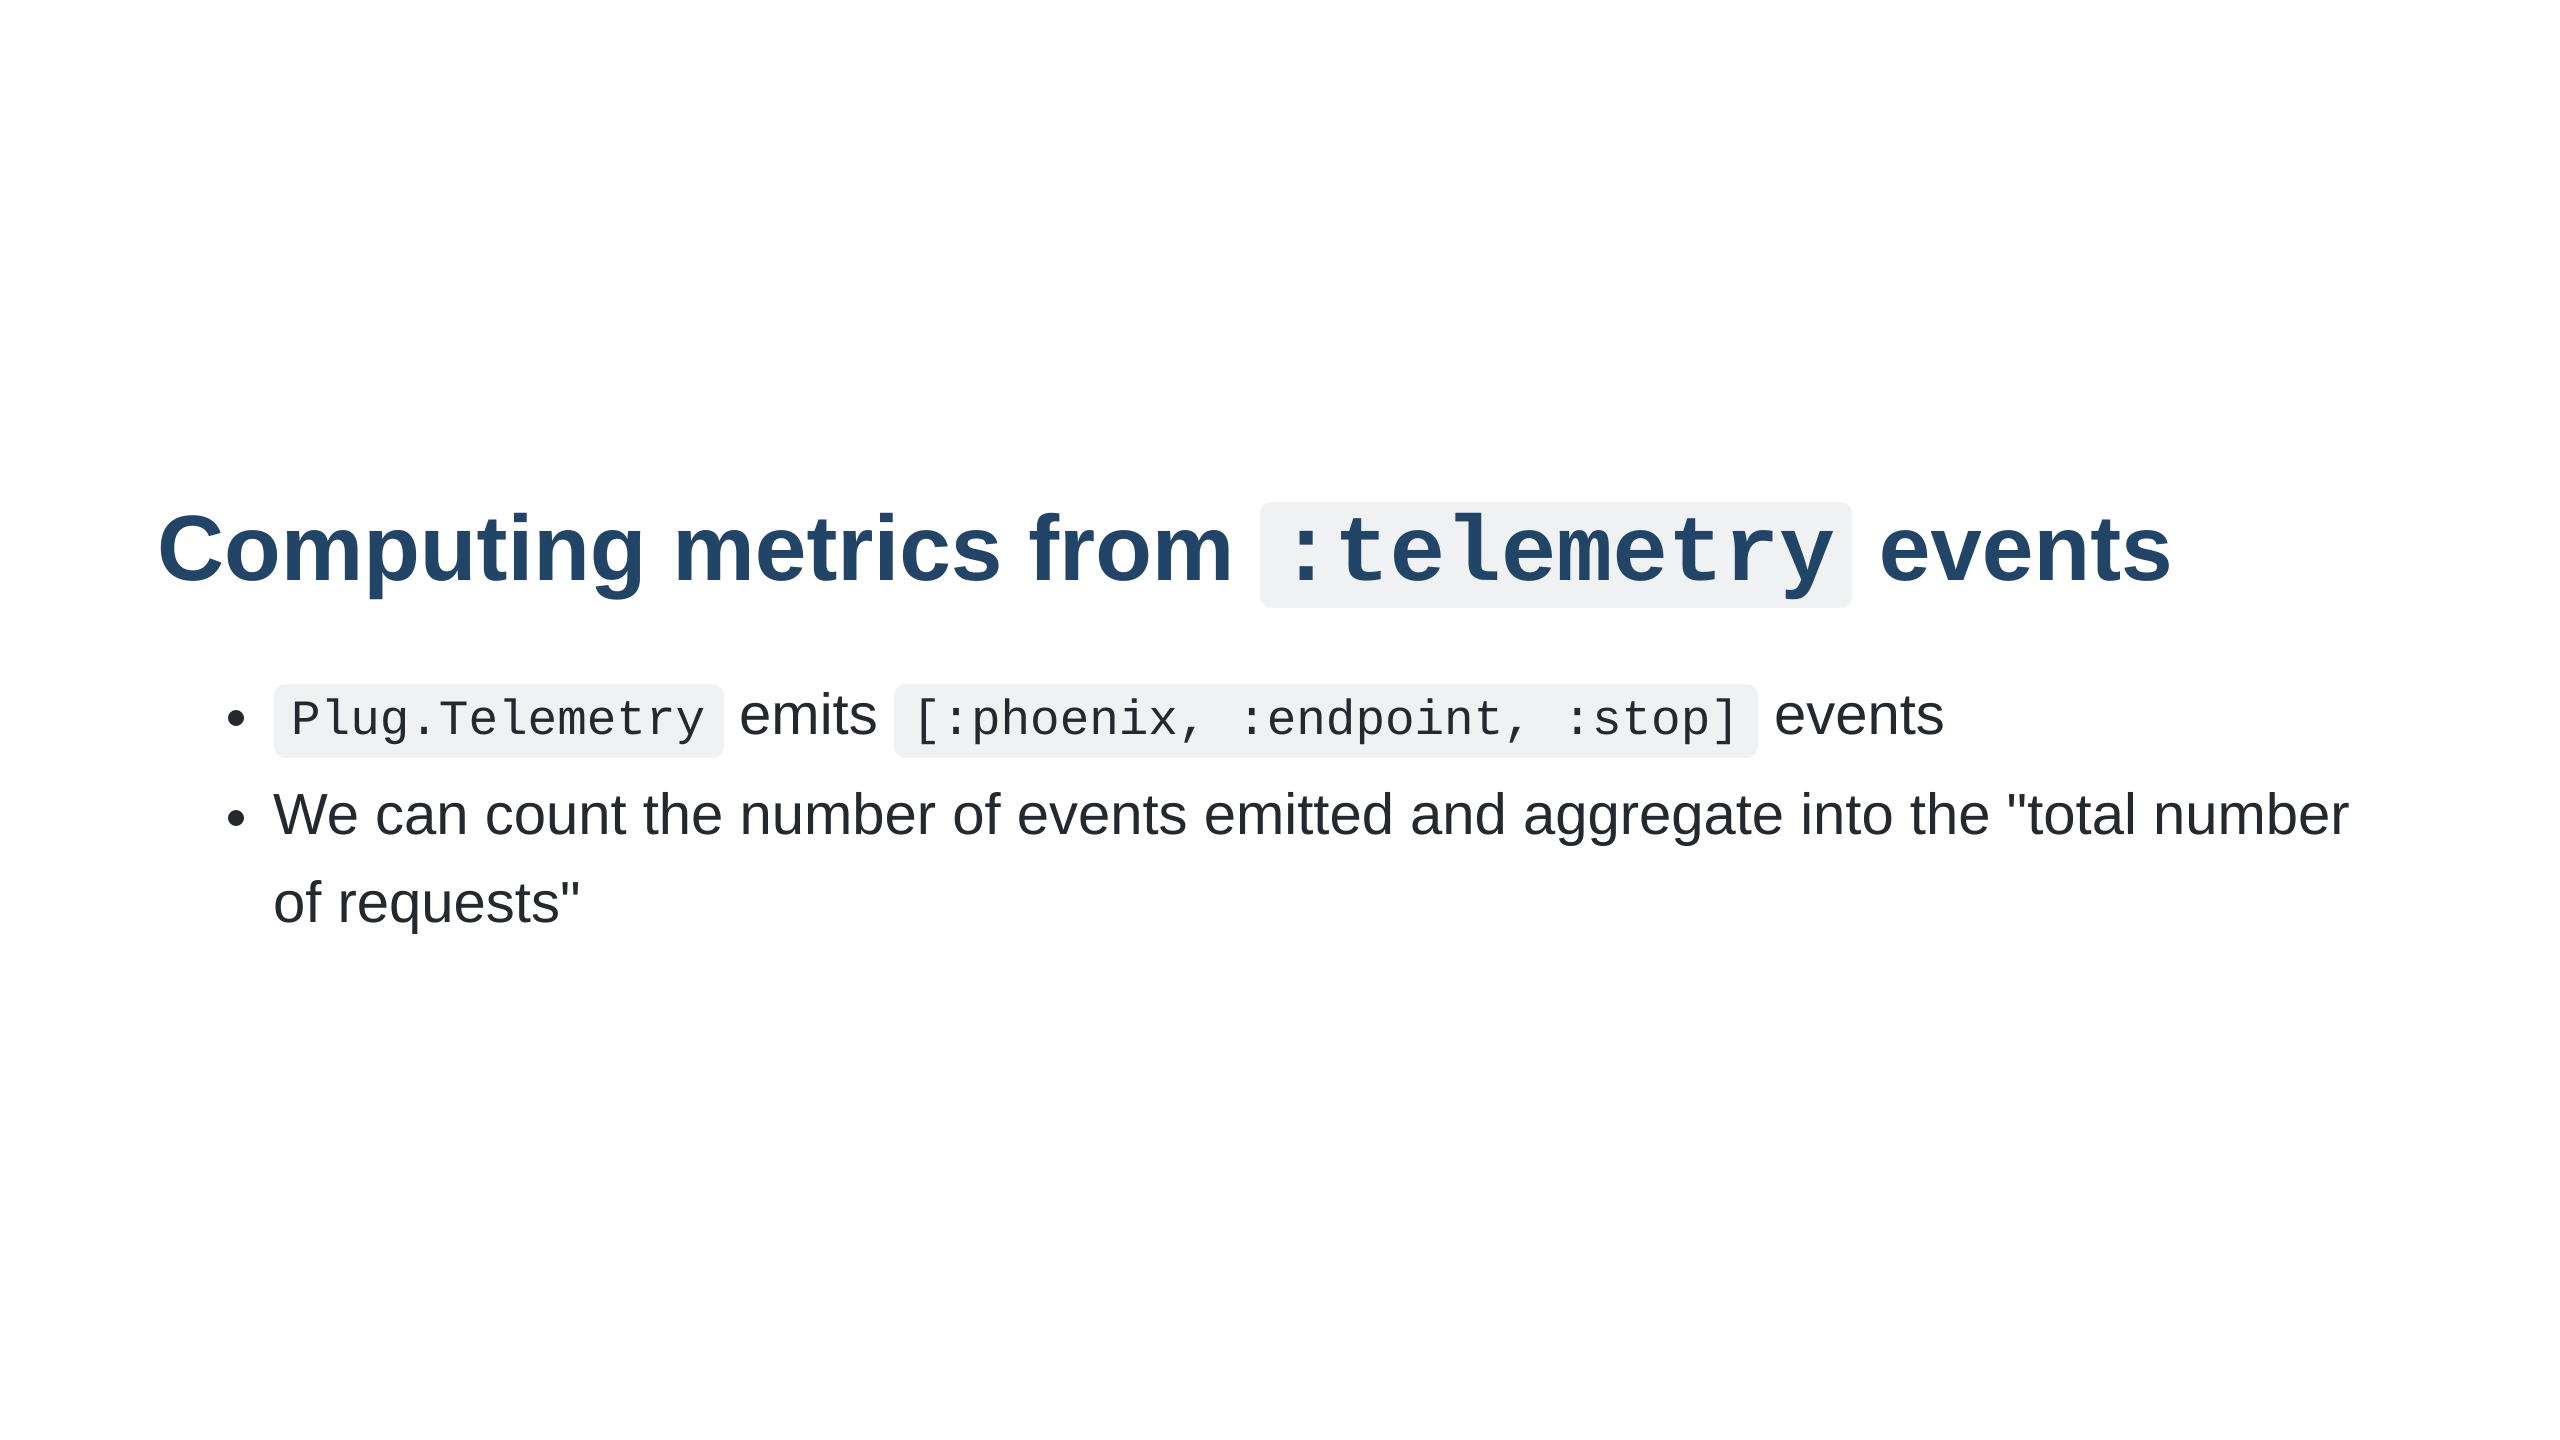 Computing metrics from :telemetry events
• Plug.Telemetry emits [:phoenix, :endpoint, :stop] events
• We can count the number of events emitted and aggregate into the "total number
of requests"